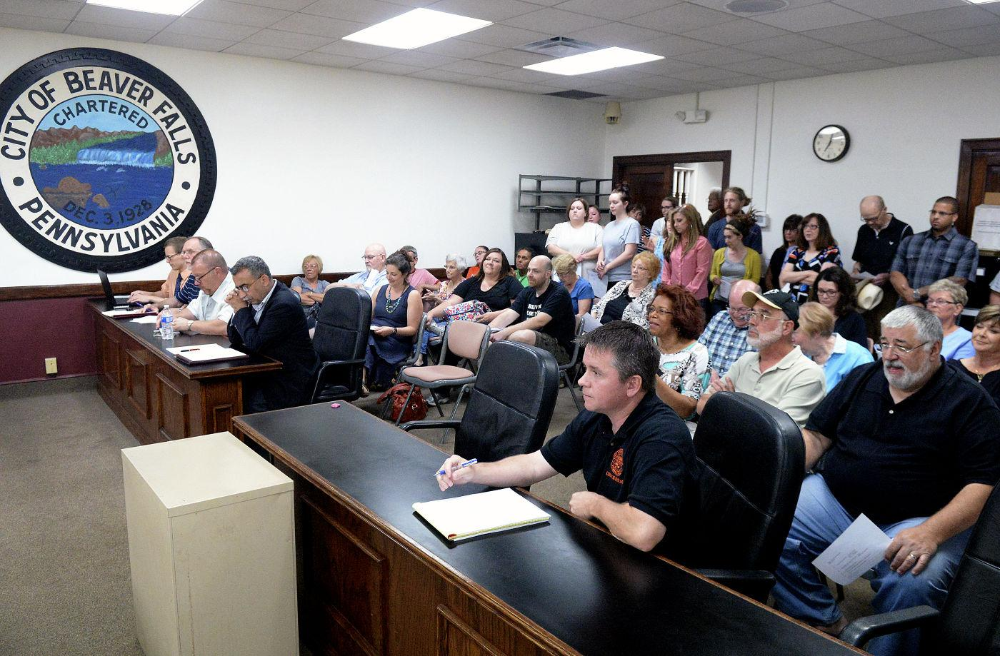 CITY OF BEAVER FALLS
CHARTERED
DEC. 3, 1928
• PENNSYLVANIA •